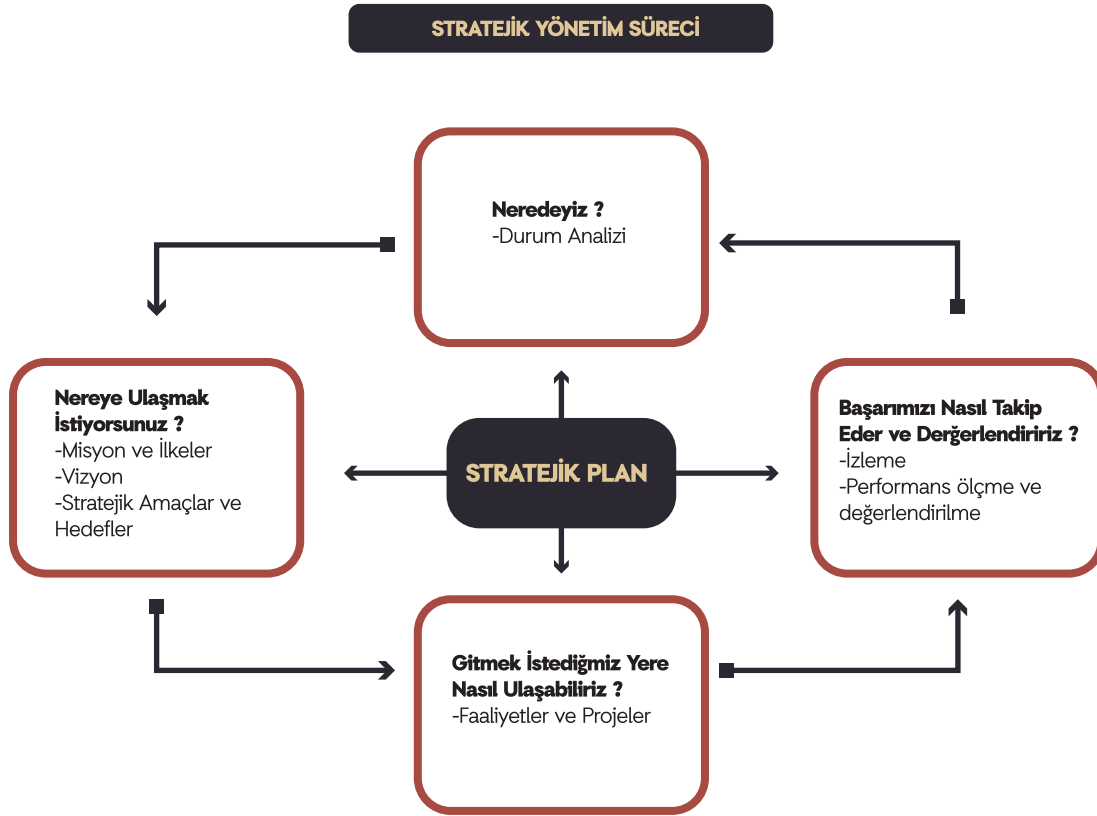 STRATEJİK YÖNETİM SÜRECİ
Neredeyiz ?
-Durum Analizi
Nereye Ulaşmak
İstiyorsunuz ?
-Misyon ve İlkeler
-Vizyon
-Stratejik Amaçlar ve
Hedefler
STRATEJİK PLAN
Başarımızı Nasıl Takip
Eder ve Derğerlendiririz ?
-İzleme
-Performans ölçme ve
değerlendirilme
Gitmek İstediğmiz Yere
Nasıl Ulaşabiliriz ?
-Faaliyetler ve Projeler